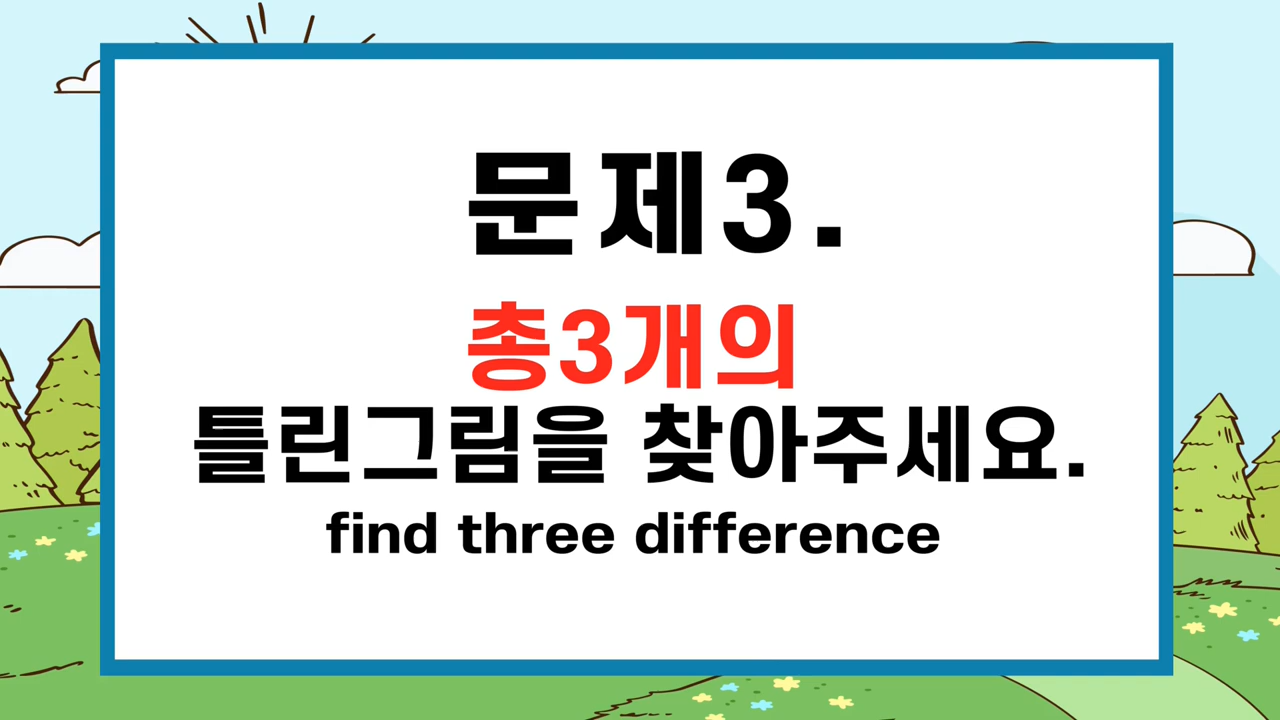 문제3.
총3개의
틀린그림을 찾아주세요.
find three difference